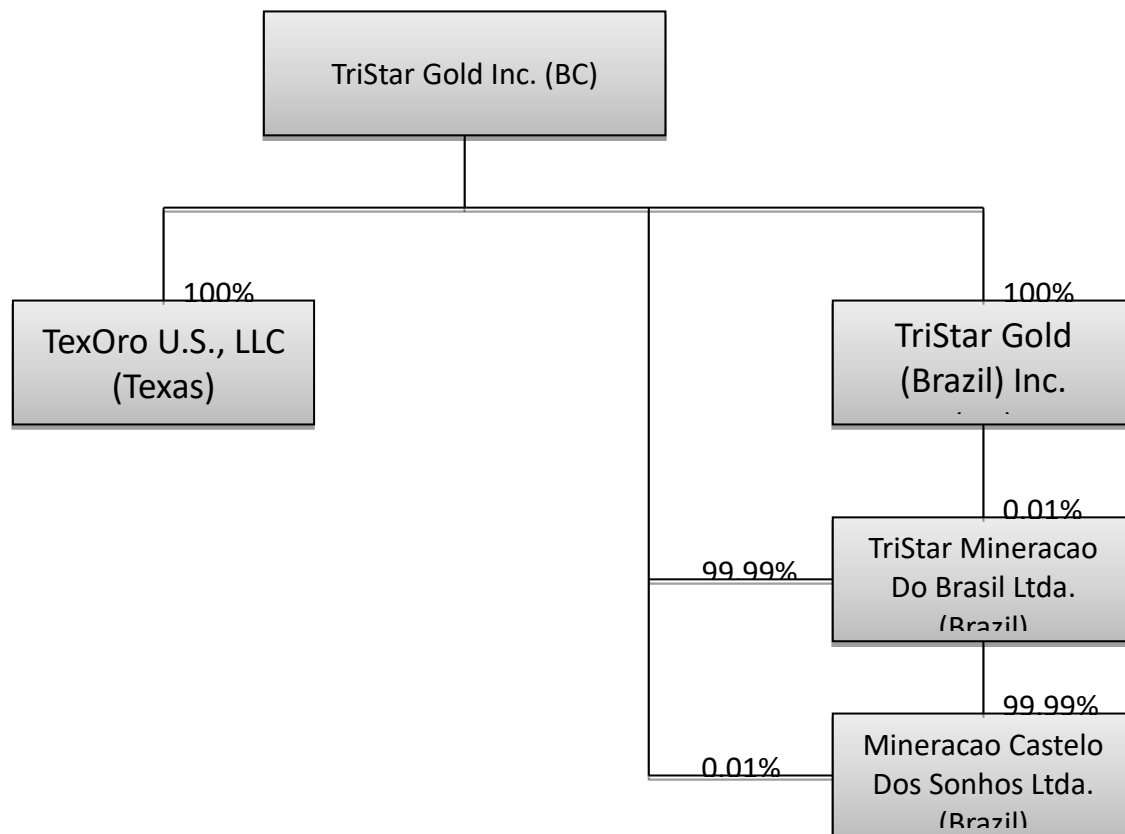 TriStar Gold Inc. (BC)
100%
100%
TexOro U.S., LLC
(Texas)
TriStar Gold
(Brazil) Inc.
0.01%
TriStar Mineracao
Do Brasil Ltda.
(Brazil)
99.99%
99.99%
Mineracao Castelo
Dos Sonhos Ltda.
(Brazil)
0.01%